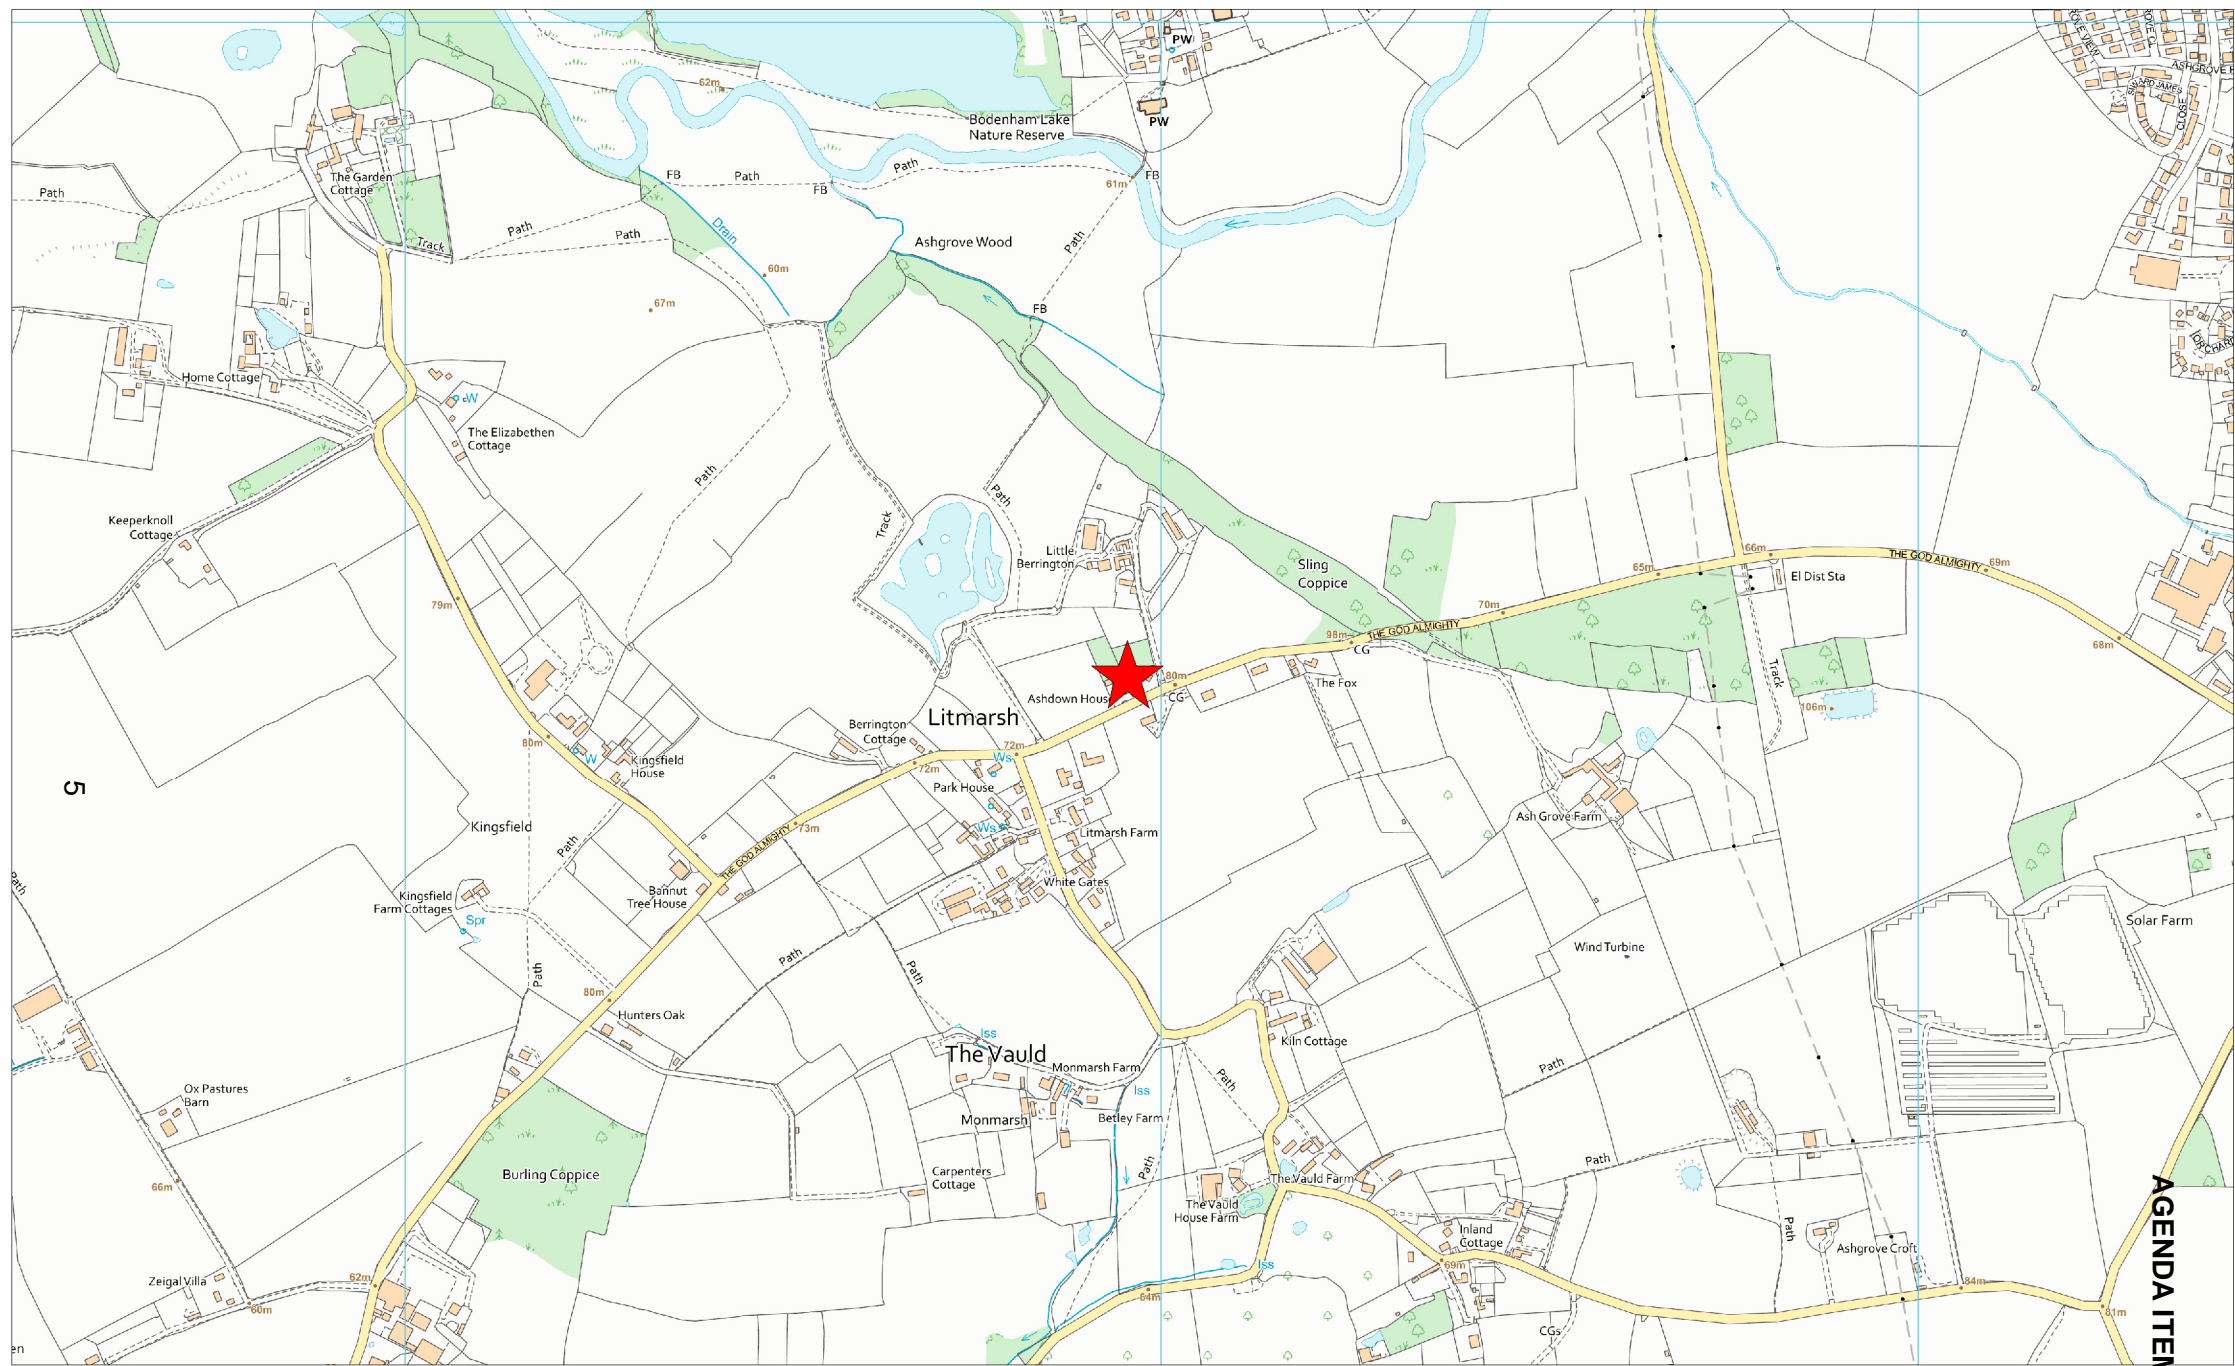 PW
PW
62m
Bodenham Lake
Nature Reserve
ASHGROVE
CLOSE
The Garden
Cottage
Path
Track
Path
Path
FB
Path
FB
Path
61m
FB
Drain
60m
67m
Ashgrove Wood
Path
FB
Home Cottage
W
The Elizabethen
Cottage
Path
Track
Path
Keeperknoll
Cottage
79m
Little
Berrington
Sling
Coppice
98m
THE GOD ALMIGHTY
70m
65m
66m
THE GOD ALMIGHTY
69m
El Dist Sta
68m
CG
The Fox
Track
106m
80m
CG
Ashdown Hous
Litmarsh
Berrington
Cottage
72m
72m
Ws
Park House
Ws
Litmarsh Farm
White Gates
80m
W
Kingsfield
House
5
Kingsfield
Path
THE GOD ALMIGHTY
73m
Bannut
Tree House
Kingsfield
Farm Cottages
Spr
Path
Path
Path
Path
Ash Grove Farm
Wind Turbine
Solar Farm
80m
Hunters Oak
Iss
The Vauld
Monmarsh Farm
Iss
Monmarsh
Betley Farm
Kiln Cottage
Path
Path
Ox Pastures
Barn
66m
Burling Coppice
Carpenters
Cottage
Path
The Vauld Farm
The Vauld
House Farm
Path
Inland
Cottage
69m
Path
Ashgrove Croft
84m
81m
Zeigal Villa
60m
62m
Iss
64m
CGs
en
AGENDA ITEM